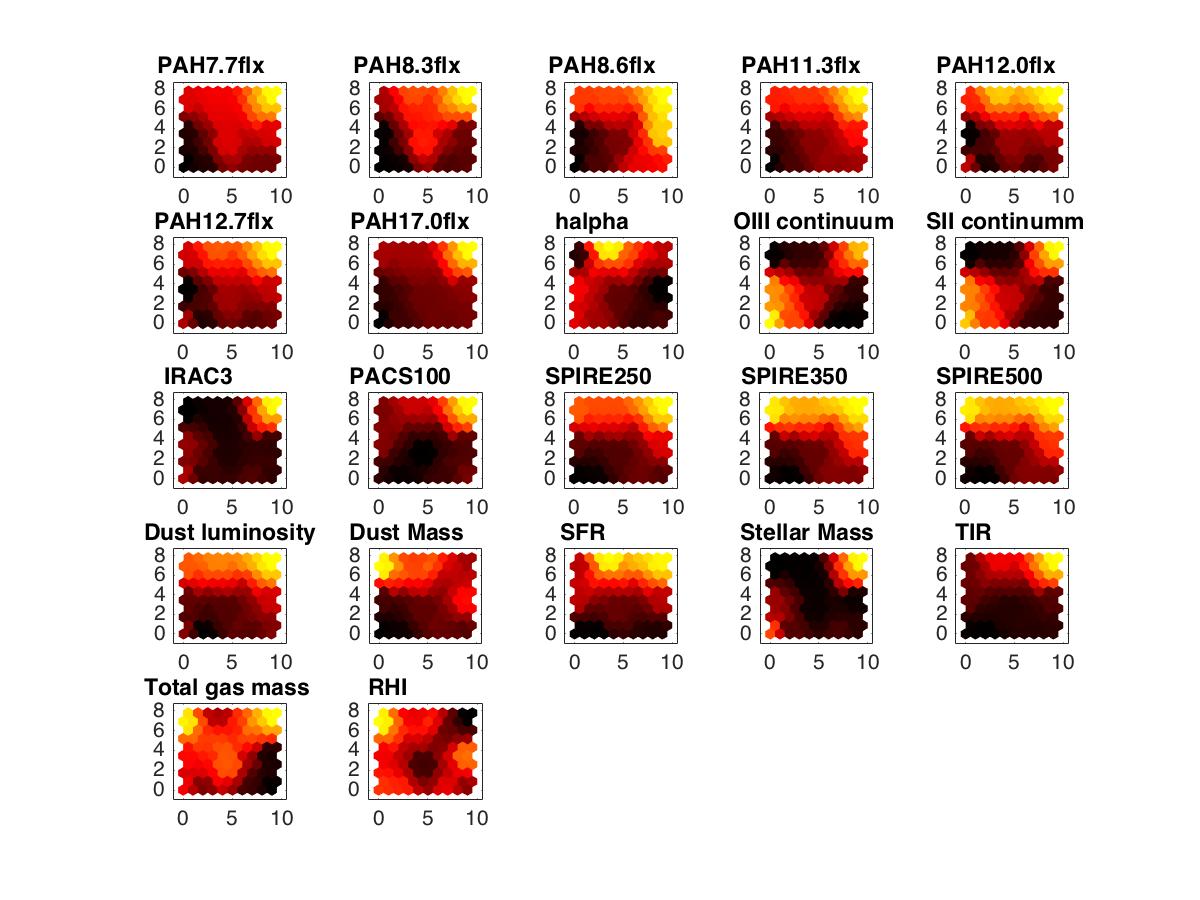 PAH7.7flx PAH8.3flx PAH8.6flx PAH11.3flx PAH12.0flx
8 8 8 8 8
6 6 6 6 6
4 4 4 4 4
2 2 2 2 2
0 0 0 0 0
0 5 10 0 5 10 0 5 10 0 5 10 0 5 10
PAH12.7flx PAH17.0flx halpha OIII continuum SII continumm
8 8 8 8 8
6 6 6 6 6
4 4 4 4 4
2 2 2 2 2
0 0 0 0 0
0 5 10 0 5 10 0 5 10 0 5 10 0 5 10
IRAC3 PACS100 SPIRE250 SPIRE350 SPIRE500
8 8 8 8 8
6 6 6 6 6
4 4 4 4 4
2 2 2 2 2
0 0 0 0 0
0 5 10 0 5 10 0 5 10 0 5 10 0 5 10
Dust luminosity Dust Mass SFR Stellar Mass TIR
8 8 8 8 8
6 6 6 6 6
4 4 4 4 4
2 2 2 2 2
0 0 0 0 0
0 5 10 0 5 10 0 5 10 0 5 10 0 5 10
Total gas mass RHI
8 8
6 6
4 4
2 2
0 0
0 5 10 0 5 10